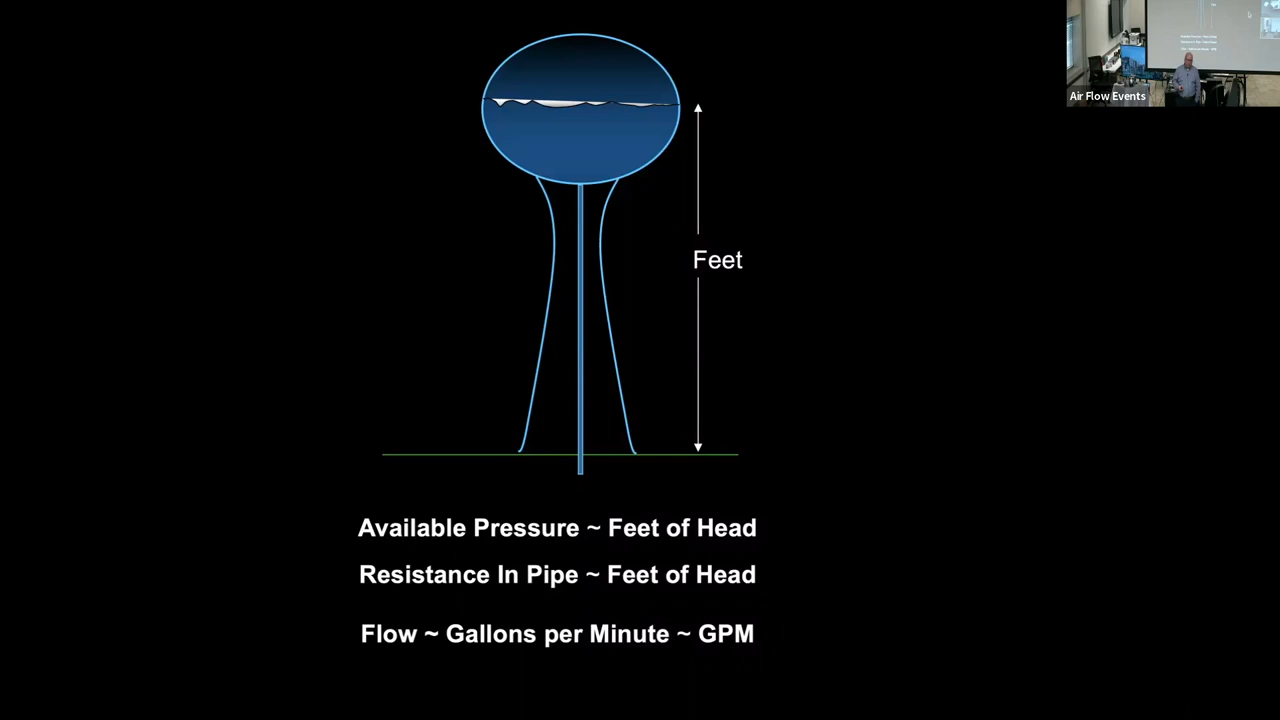 Air Flow Events
Feet
Available Pressure ~ Feet of Head
Resistance In Pipe ~ Feet of Head
Flow ~ Gallons per Minute ~ GPM